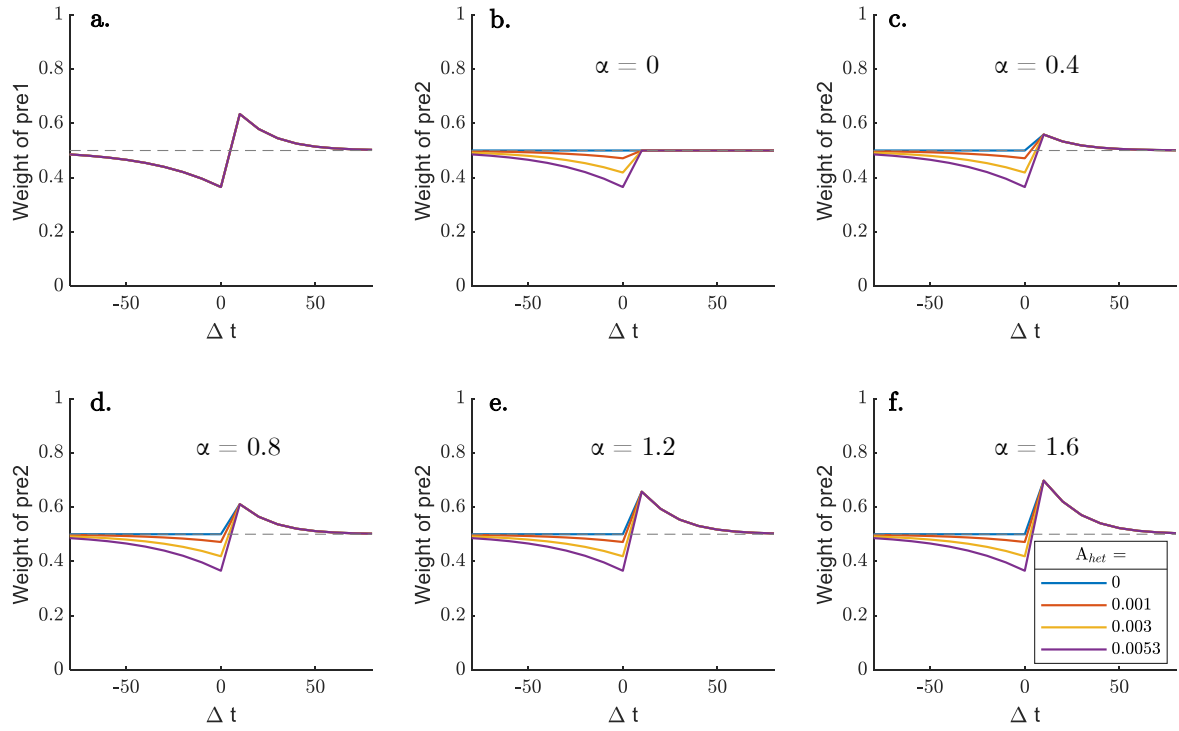 a.
1
0.8
0.6
0.4
0.2
0
Weight of pre1
-50
0
50
Δ t
b.
α = 0
1
0.8
0.6
0.4
0.2
0
Weight of pre2
-50
0
50
Δ t
c.
α = 0.4
1
0.8
0.6
0.4
0.2
0
Weight of pre2
-50
0
50
Δ t
d.
α = 0.8
1
0.8
0.6
0.4
0.2
0
Weight of pre2
-50
0
50
Δ t
e.
α = 1.2
1
0.8
0.6
0.4
0.2
0
Weight of pre2
-50
0
50
Δ t
f.
α = 1.6
1
0.8
0.6
0.4
0.2
0
Weight of pre2
-50
0
50
Δ t
A_het =
0
0.001
0.003
0.0053